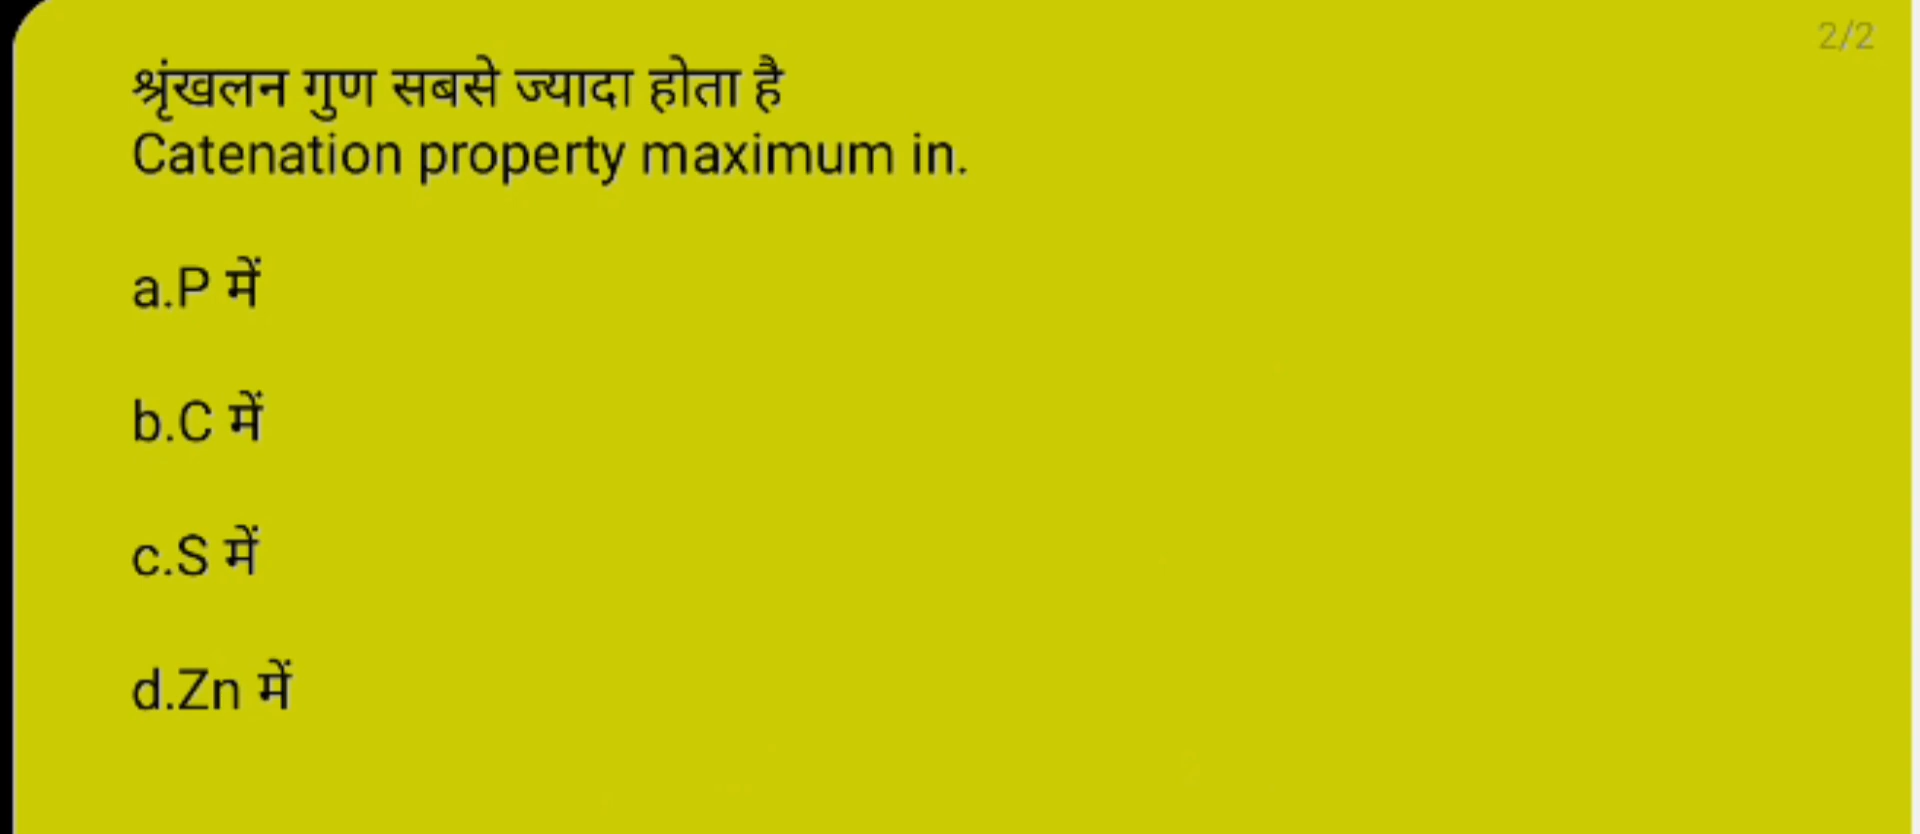 2/2
श्रृंखलन गुण सबसे ज्यादा होता है
Catenation property maximum in.
a.P में
b.C में
c.S में
d.Zn में